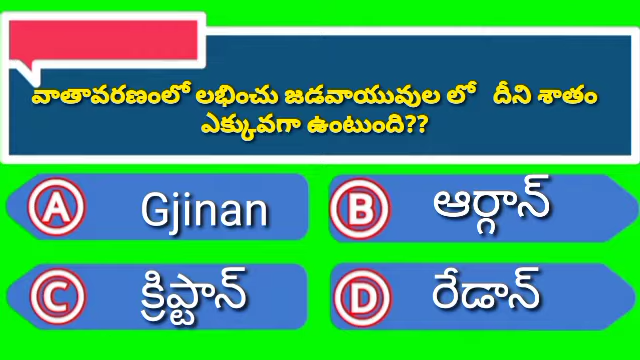 వాతావరణంలో లభించు జడవాయువుల లో దీని శాతం
ఎక్కువగా ఉంటుంది??
A Gjinan
B ఆర్గాన్
C క్రిప్టాన్
D రేడాన్